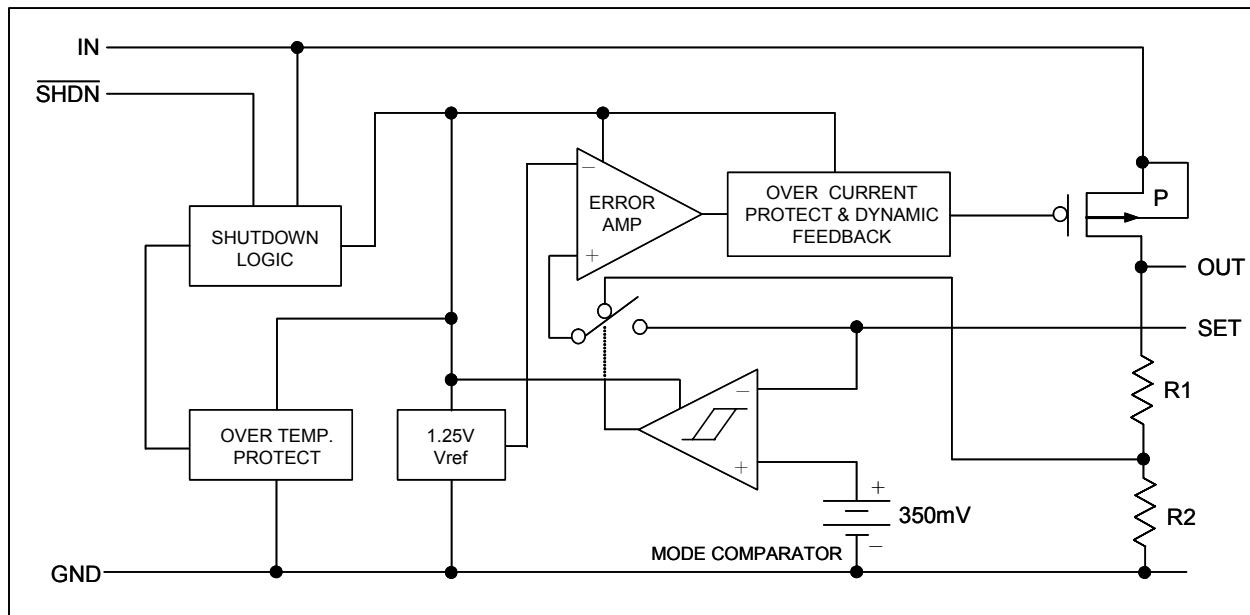 IN
SHDN
ERROR
AMP
−
+
OVER CURRENT
PROTECT & DYNAMIC
FEEDBACK
P
SHUTDOWN
LOGIC
OUT
SET
R1
OVER TEMP.
PROTECT
1.25V
Vref
−
+
+
350mV
−
R2
MODE COMPARATOR
GND